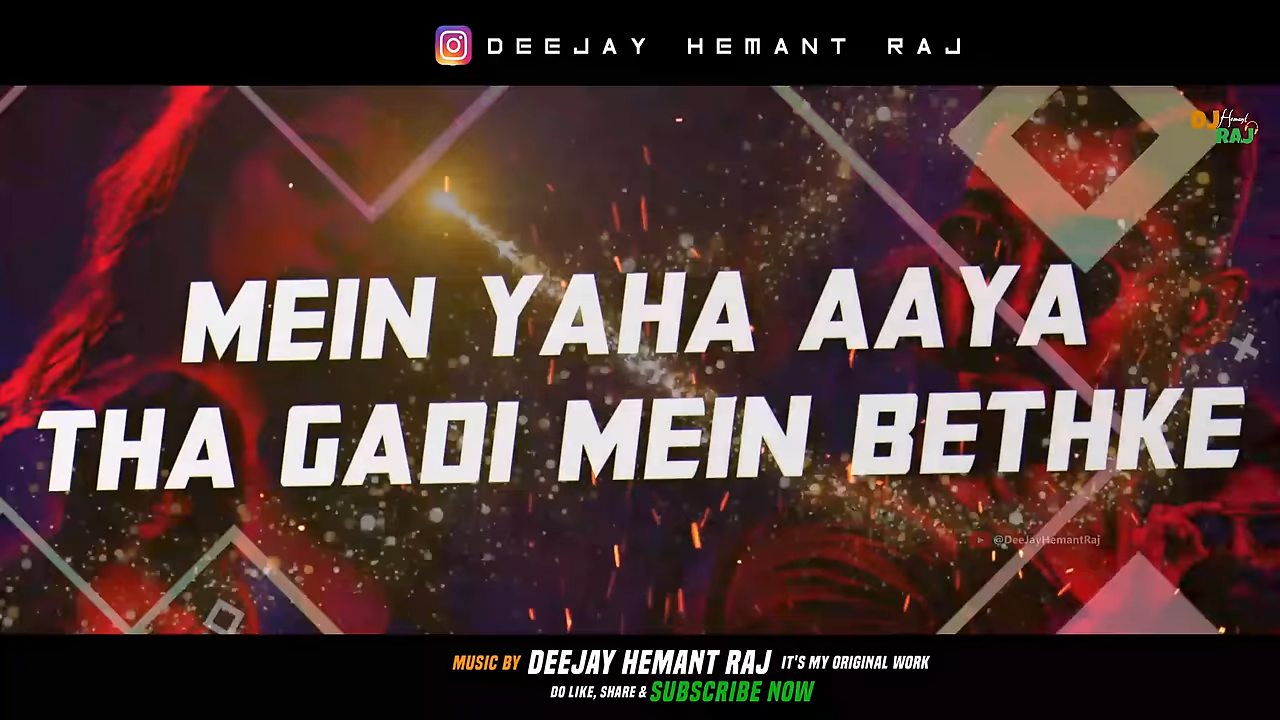 DEEJAY HEMANT RAJ
DJ Hemant
RAJ
MEIN YAHA AAYA
THA GADI MEIN BETHKE
@DeeJayHemantRaj
MUSIC BY DEEJAY HEMANT RAJ IT'S MY ORIGINAL WORK
DO LIKE, SHARE & SUBSCRIBE NOW